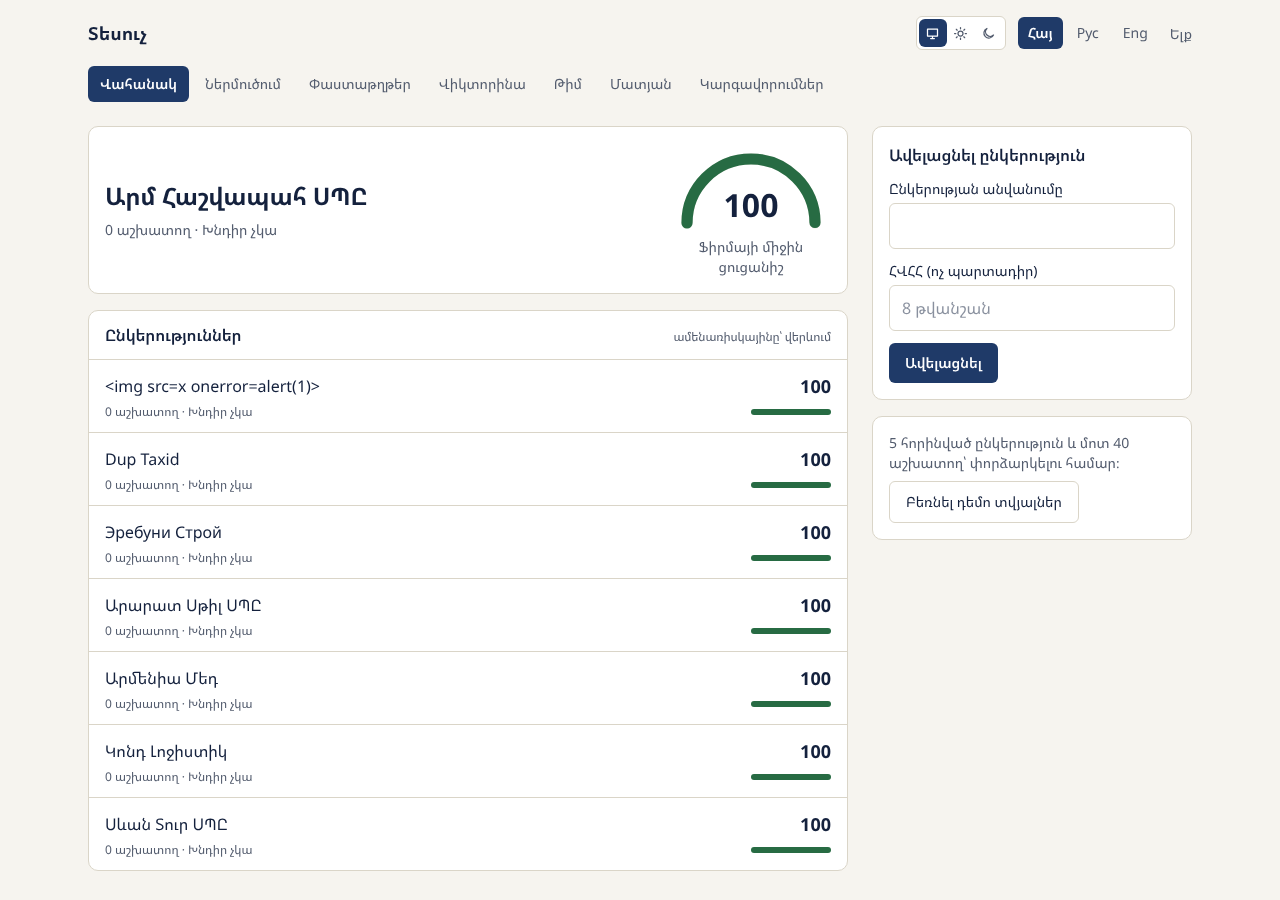 Տեսուչ
Հայ
Рус
Eng
Ելք
Վահանակ
Ներմուծում
Փաստաթղթեր
Վիկտորինա
Թիմ
Մատյան
Կարգավորումներ
Արմ Հաշվապահ ՍՊԸ
0 աշխատող · Խնդիր չկա
100
Ֆիրմայի միջին
ցուցանիշ
Ընկերություններ
ամենառիսկայինը՝ վերևում
<img src=x onerror=alert(1)>
100
0 աշխատող · Խնդիր չկա
Dup Taxid
100
0 աշխատող · Խնդիր չկա
Эребуни Строй
100
0 աշխատող · Խնդիր չկա
Արարատ Սթիլ ՍՊԸ
100
0 աշխատող · Խնդիր չկա
Արմենիա Մեդ
100
0 աշխատող · Խնդիր չկա
Կոնդ Լոջիստիկ
100
0 աշխատող · Խնդիր չկա
Սևան Տուր ՍՊԸ
100
0 աշխատող · Խնդիր չկա
Ավելացնել ընկերություն
Ընկերության անվանումը
ՀՎՀՀ (ոչ պարտադիր)
8 թվանշան
Ավելացնել
5 հորինված ընկերություն և մոտ 40
աշխատող՝ փորձարկելու համար։
Բեռնել դեմո տվյալներ